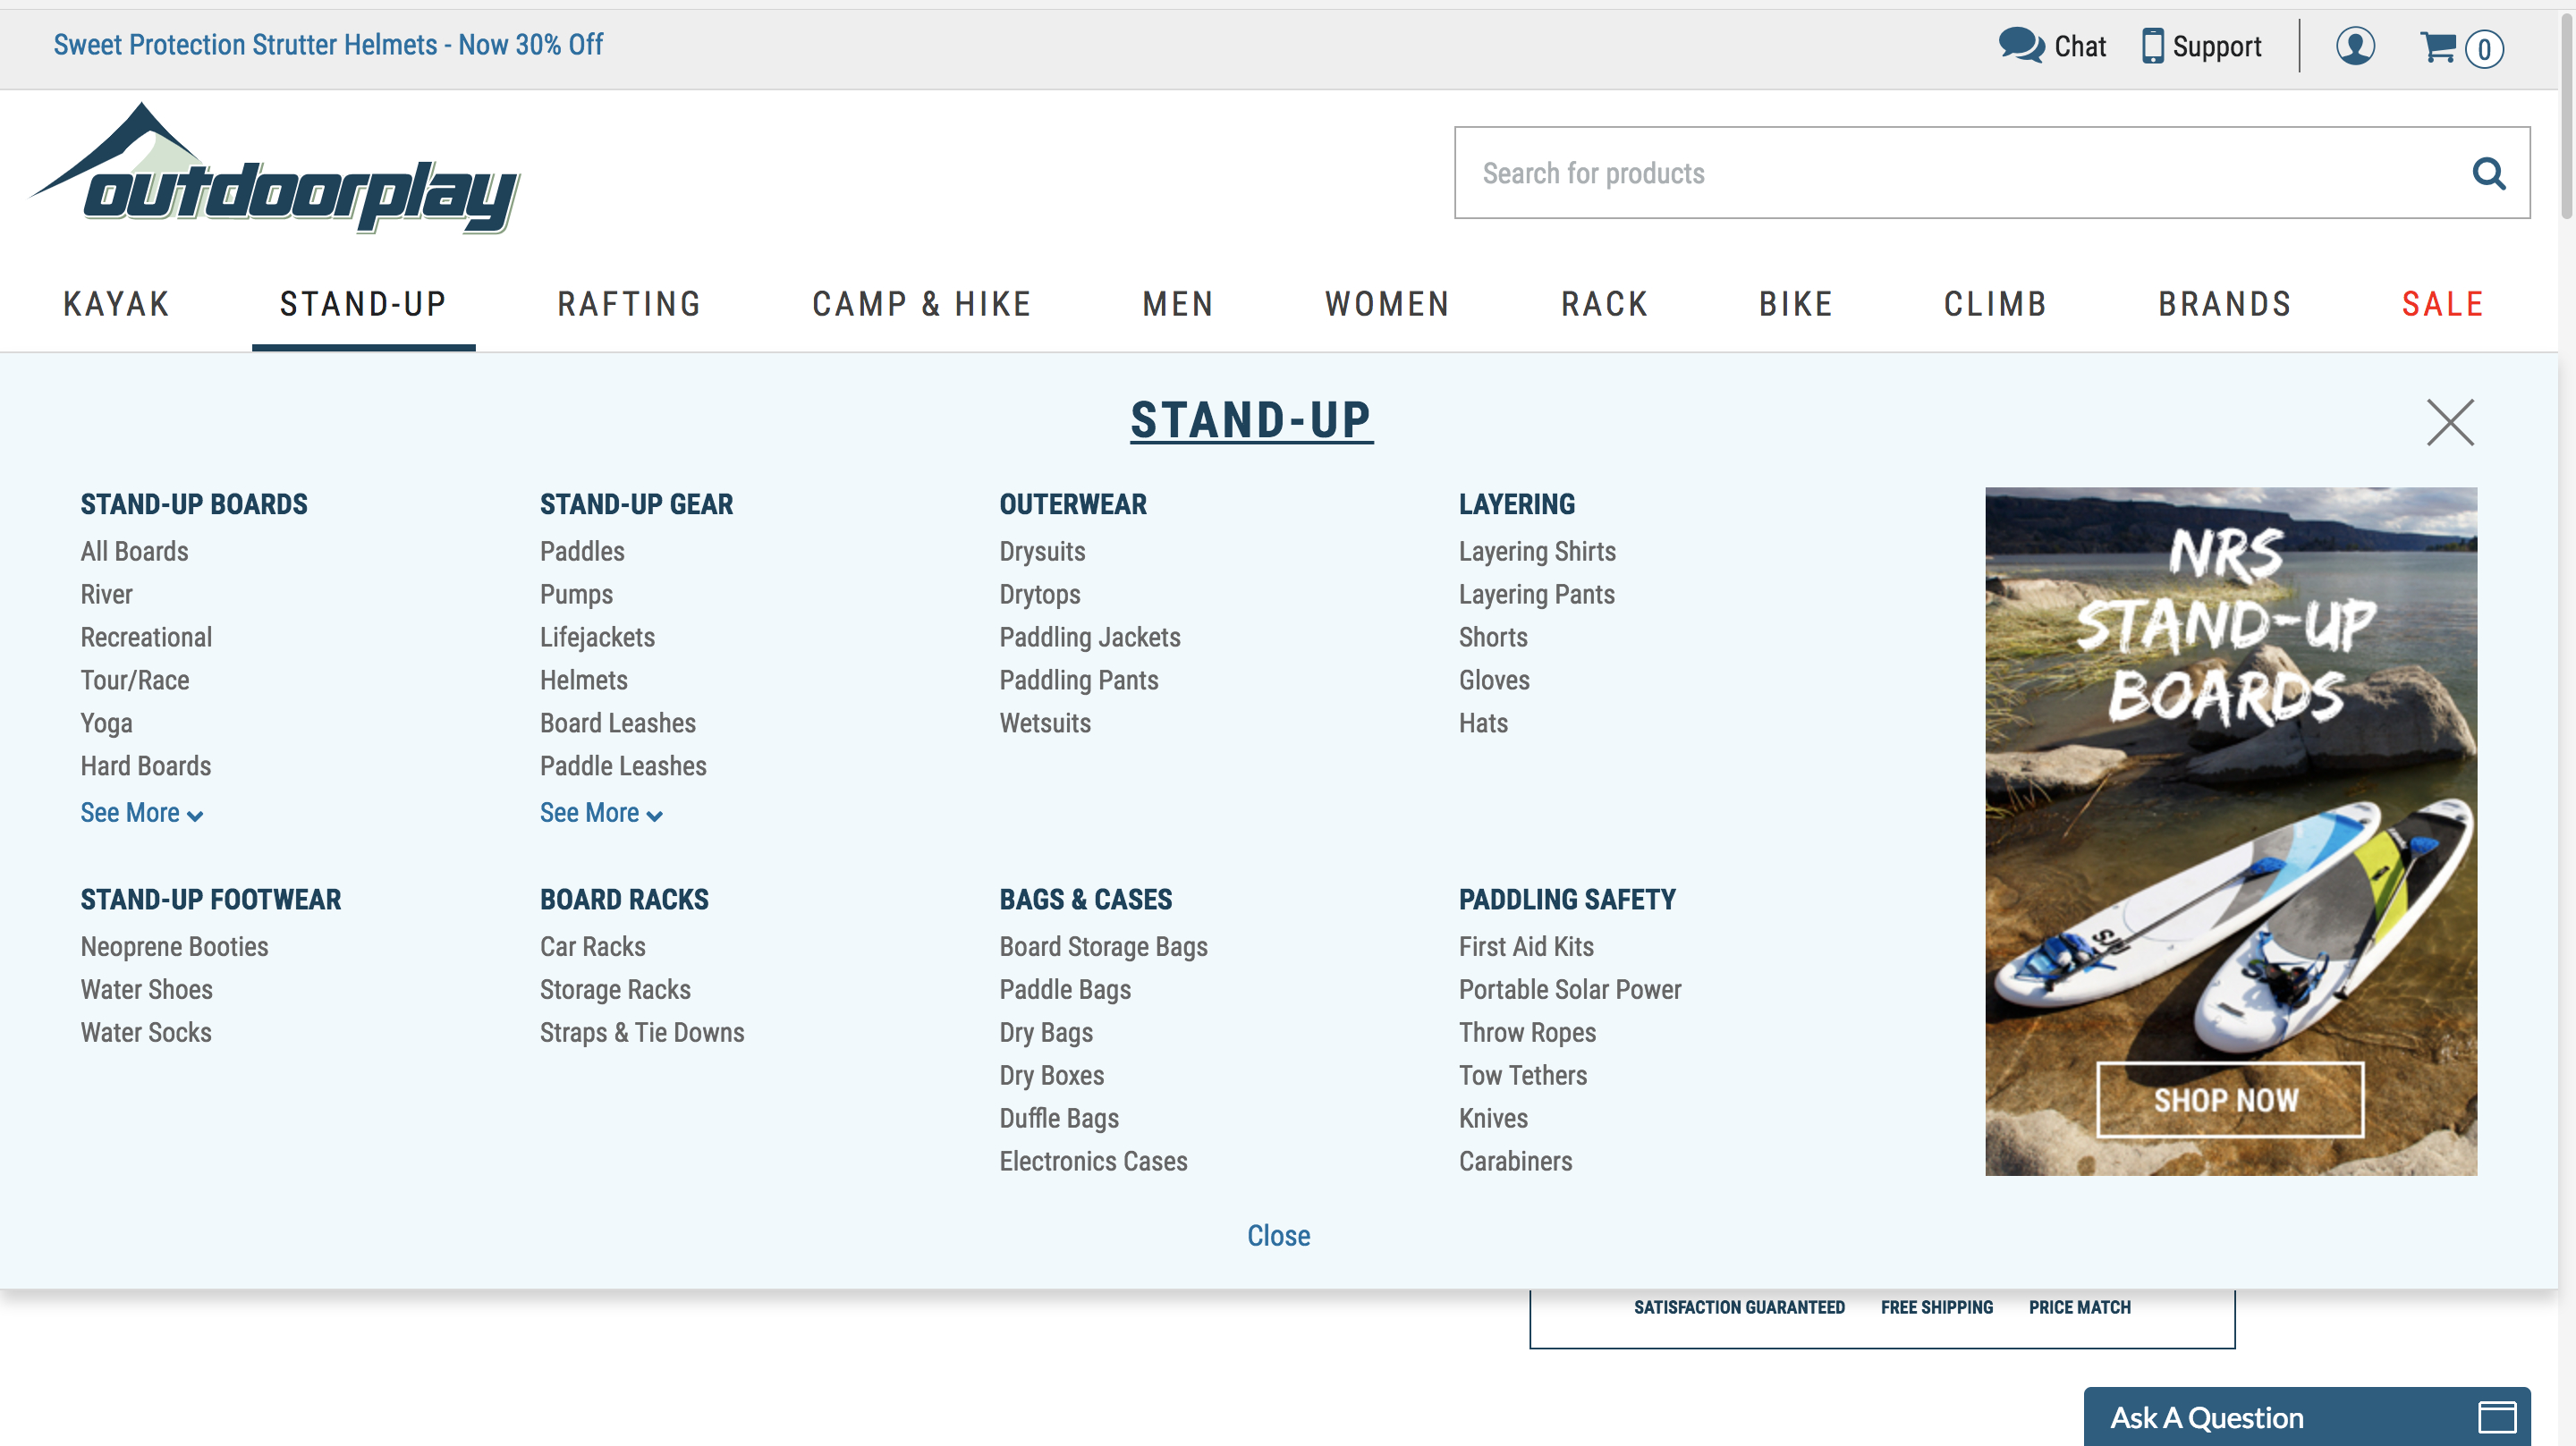 Sweet Protection Strutter Helmets - Now 30% Off
Chat
Support
0
outdoorplay
Search for products
KAYAK
STAND-UP
RAFTING
CAMP & HIKE
MEN
WOMEN
RACK
BIKE
CLIMB
BRANDS
SALE
STAND-UP
STAND-UP BOARDS
All Boards
River
Recreational
Tour/Race
Yoga
Hard Boards
See More
STAND-UP GEAR
Paddles
Pumps
Lifejackets
Helmets
Board Leashes
Paddle Leashes
See More
OUTERWEAR
Drysuits
Drytops
Paddling Jackets
Paddling Pants
Wetsuits
LAYERING
Layering Shirts
Layering Pants
Shorts
Gloves
Hats
STAND-UP FOOTWEAR
Neoprene Booties
Water Shoes
Water Socks
BOARD RACKS
Car Racks
Storage Racks
Straps & Tie Downs
BAGS & CASES
Board Storage Bags
Paddle Bags
Dry Bags
Dry Boxes
Duffle Bags
Electronics Cases
PADDLING SAFETY
First Aid Kits
Portable Solar Power
Throw Ropes
Tow Tethers
Knives
Carabiners
NRS
STAND-UP
BOARDS
SHOP NOW
Close
SATISFACTION GUARANTEED
FREE SHIPPING
PRICE MATCH
Ask A Question